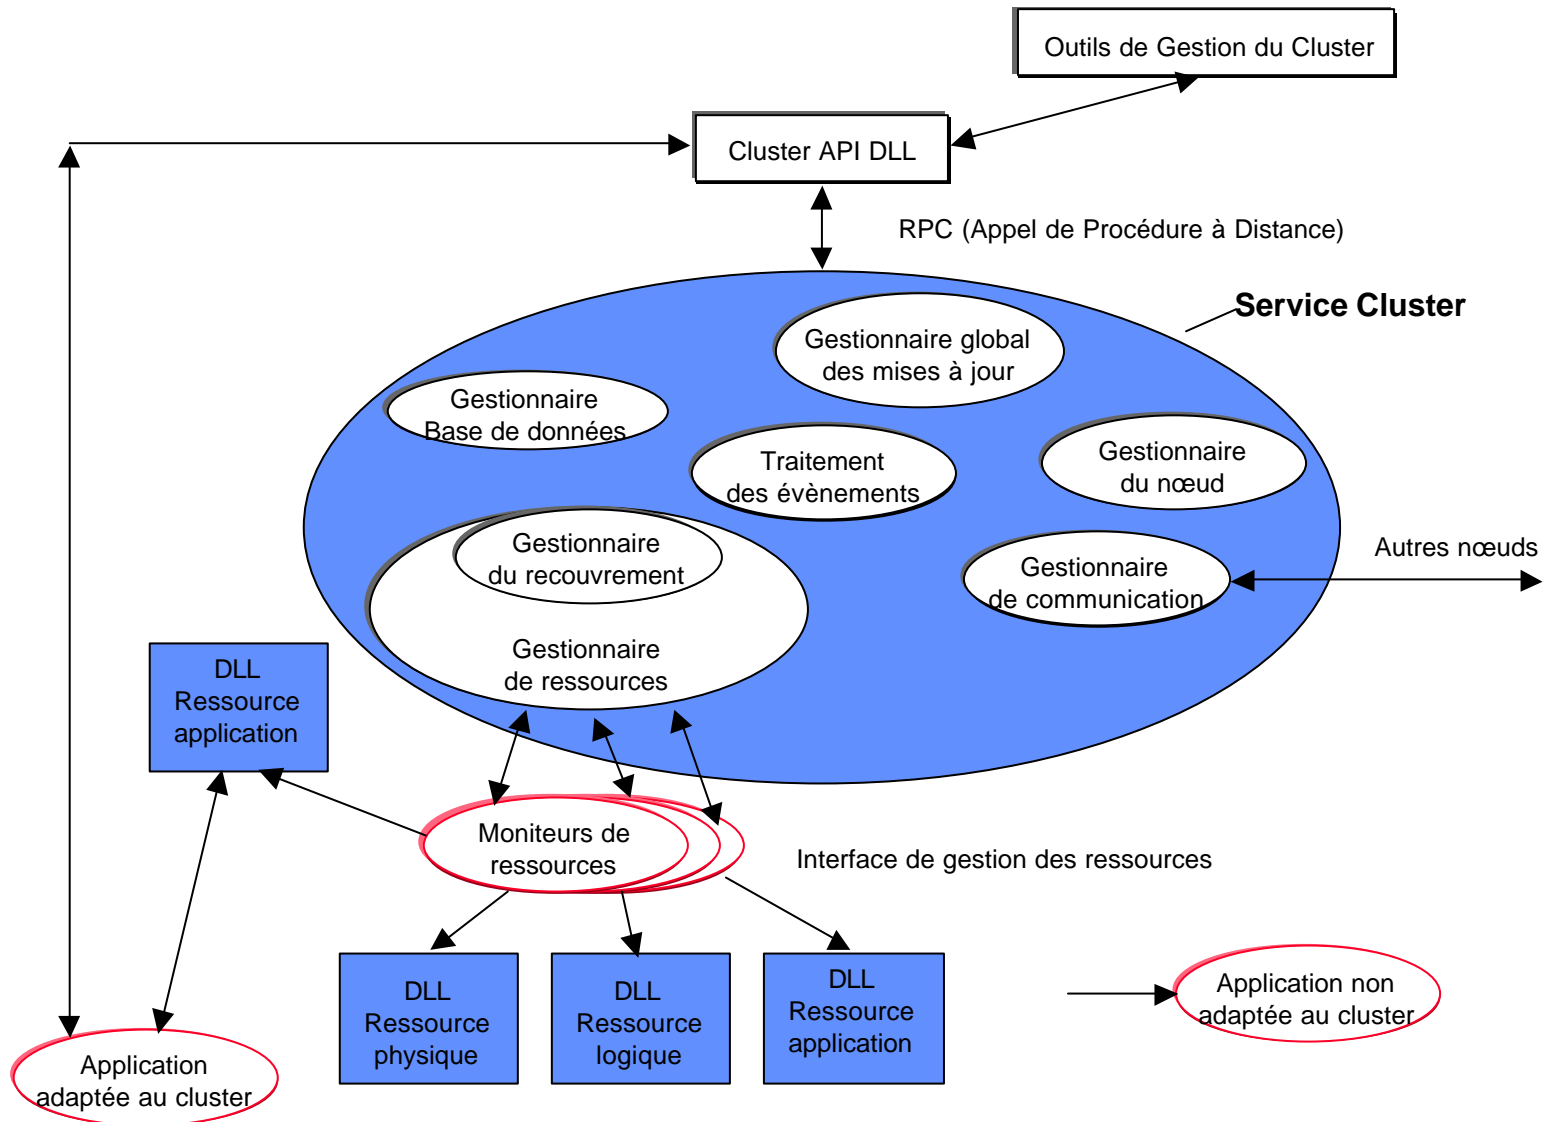 Outils de Gestion du Cluster
Cluster API DLL
RPC (Appel de Procédure à Distance)
Service Cluster
Gestionnaire global
des mises à jour
Gestionnaire
Base de données
Traitement
des évènements
Gestionnaire
du nœud
Gestionnaire
du recouvrement
Gestionnaire
de communication
Autres nœuds
Gestionnaire
de ressources
DLL
Ressource
application
Moniteurs de
ressources
Interface de gestion des ressources
DLL
Ressource
physique
DLL
Ressource
logique
DLL
Ressource
application
Application non
adaptée au cluster
Application
adaptée au cluster